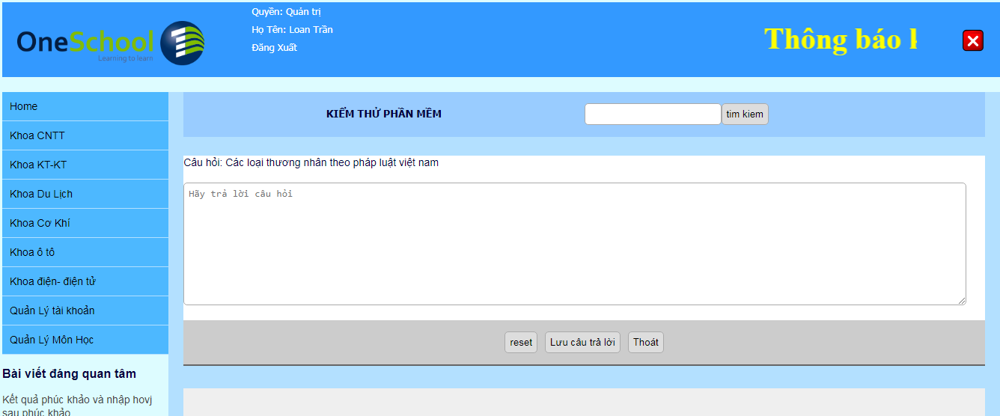 OneSchool
Learning to learn
Quyền: Quản trị
Họ Tên: Loan Trần
Đăng Xuất
Thông báo
Home
Khoa CNTT
Khoa KT-KT
Khoa Du Lịch
Khoa Cơ Khí
Khoa ô tô
Khoa điện- điện tử
Quản Lý tài khoản
Quản Lý Môn Học
Bài viết đáng quan tâm
Kết quả phúc khảo và nhập hovj
sau phúc khảo
KIỂM THỬ PHẦN MỀM
tim kiem
Câu hỏi: Các loại thương nhân theo pháp luật việt nam
Hãy trả lời câu hỏi
reset Lưu câu trả lời Thoát